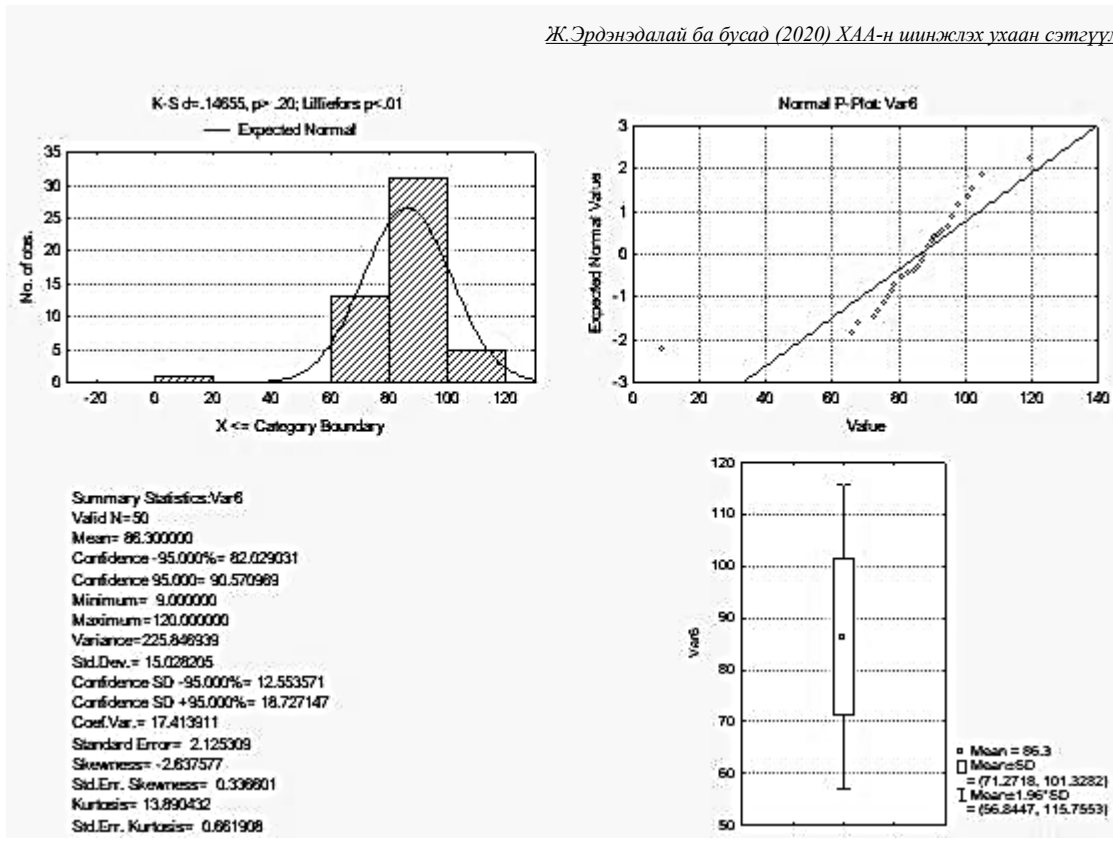 Ж.Эрдэнэдалай ба бусад (2020) ХАА-н шинжлэх ухаан сэтгүүл
K-S d=.14655, p> .20; Lilliefors p<.01
Expected Normal
35
30
25
20
15
10
5
0
No. of obs.
-20 0 20 40 60 80 100 120
X <= Category Boundary
Normal P-Plot: Var6
3
2
1
0
-1
-2
-3
Expected Normal Value
0 20 40 60 80 100 120 140
Value
Summary Statistics:Var6
Valid N=50
Mean= 86.300000
Confidence -95.000%= 82.029031
Confidence 95.000= 90.570969
Minimum= 9.000000
Maximum=120.000000
Variance=225.846939
Std.Dev.= 15.028205
Confidence SD -95.000%= 12.553571
Confidence SD +95.000%= 18.727147
Coef.Var.= 17.413911
Standard Error= 2.125309
Skewness= -2.637577
Std.Err. Skewness= 0.336601
Kurtosis= 13.890432
Std.Err. Kurtosis= 0.661908
120
110
100
90
80
70
60
50
Var6
Mean = 86.3
Mean±SD
= (71.2718, 101.3282)
Mean±1.96*SD
= (56.8447, 115.7553)